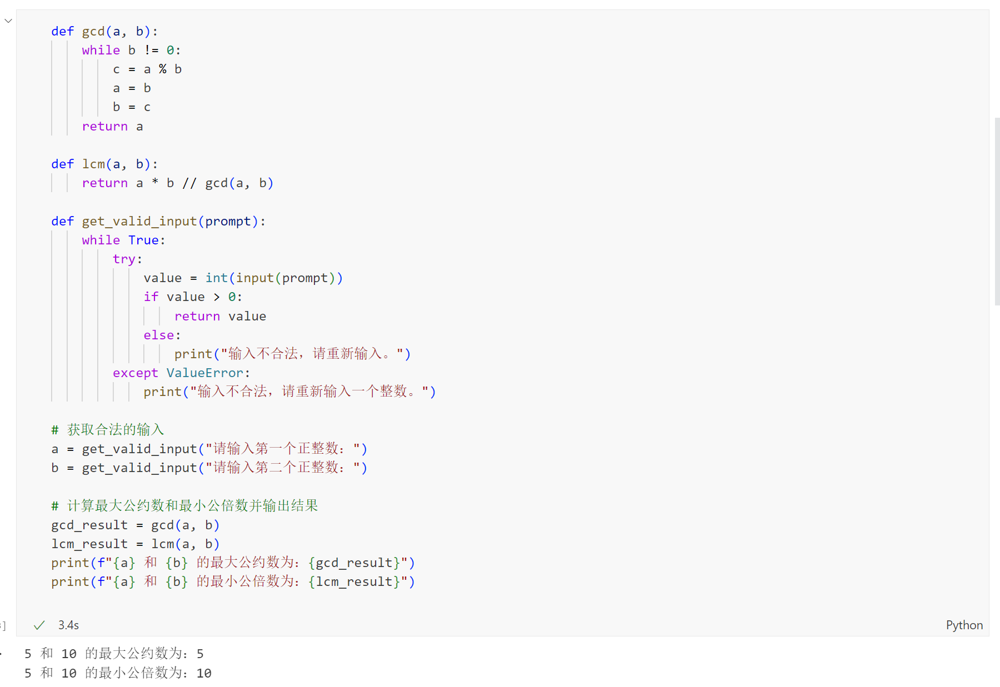 def gcd(a, b):
    while b != 0:
        c = a % b
        a = b
        b = c
    return a

def lcm(a, b):
    return a * b // gcd(a, b)

def get_valid_input(prompt):
    while True:
        try:
            value = int(input(prompt))
            if value > 0:
                return value
            else:
                print("输入不合法，请重新输入。")
        except ValueError:
            print("输入不合法，请重新输入一个整数。")

# 获取合法的输入
a = get_valid_input("请输入第一个正整数：")
b = get_valid_input("请输入第二个正整数：")

# 计算最大公约数和最小公倍数并输出结果
gcd_result = gcd(a, b)
lcm_result = lcm(a, b)
print(f"{a} 和 {b} 的最大公约数为：{gcd_result}")
print(f"{a} 和 {b} 的最小公倍数为：{lcm_result}")
]
3.4s
Python
5 和 10 的最大公约数为：5
5 和 10 的最小公倍数为：10